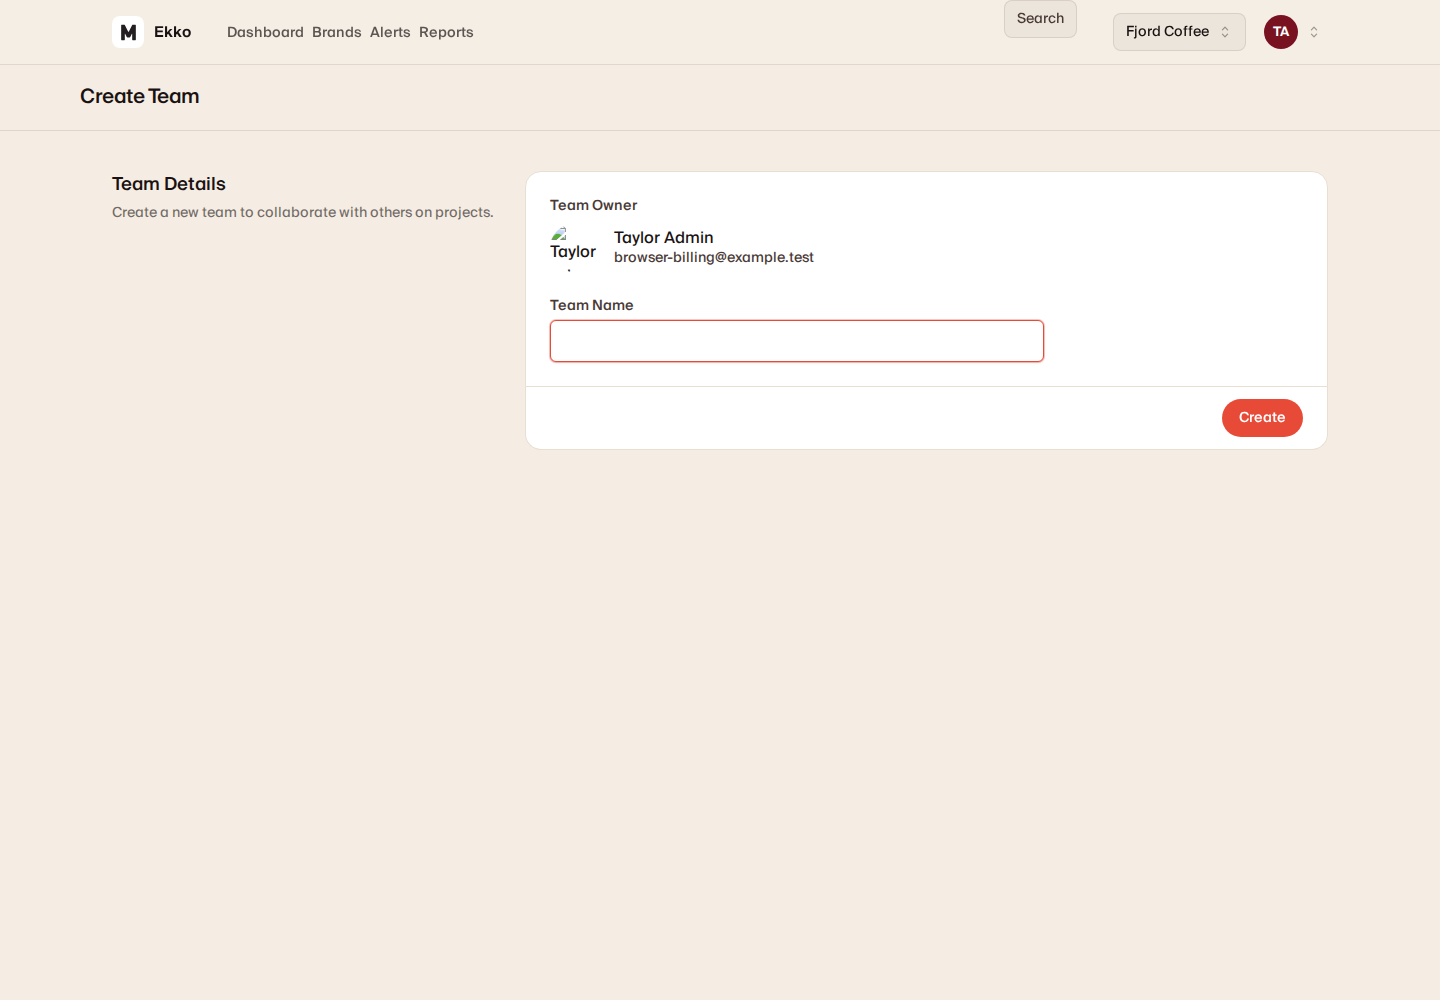 M Ekko Dashboard Brands Alerts Reports Search Fjord Coffee TA
Create Team
Team Details
Create a new team to collaborate with others on projects.
Team Owner
Taylor
Taylor Admin
browser-billing@example.test
Team Name
Create